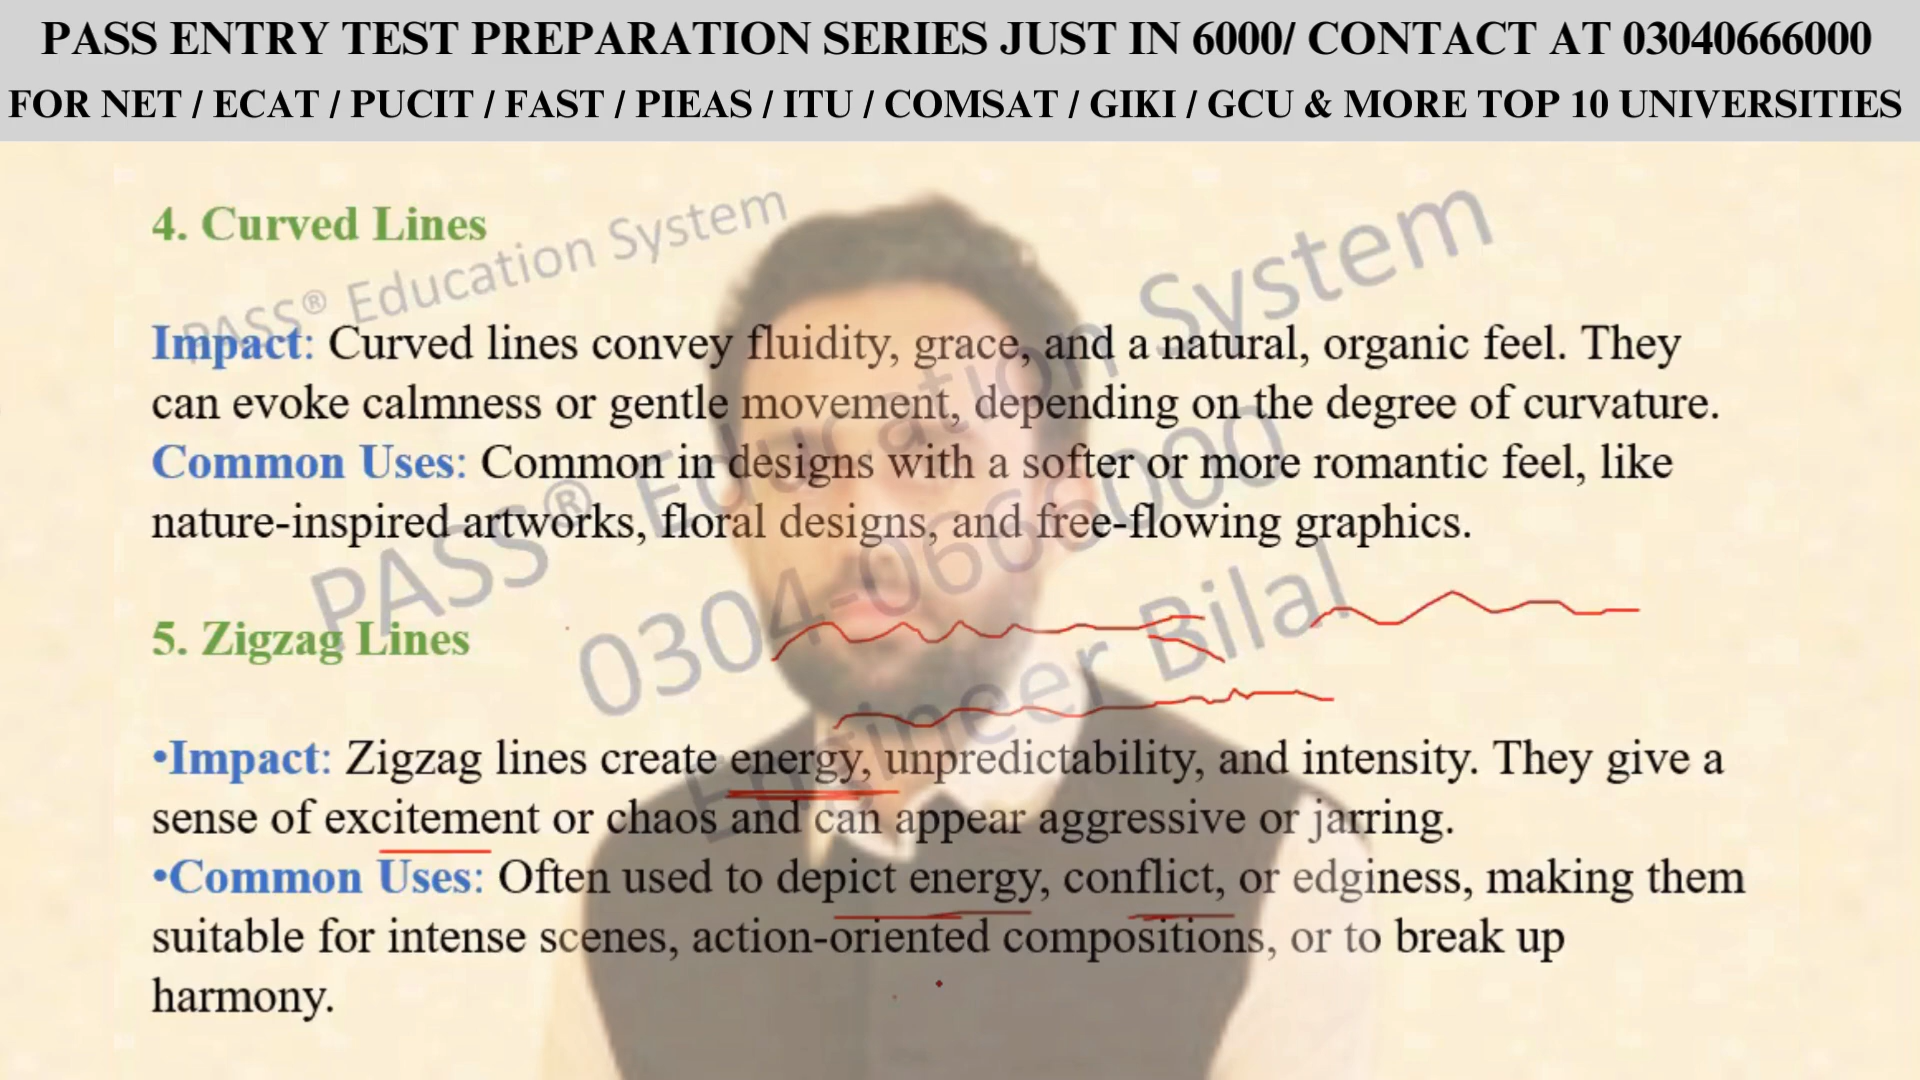 PASS ENTRY TEST PREPARATION SERIES JUST IN 6000/ CONTACT AT 03040666000
FOR NET / ECAT / PUCIT / FAST / PIEAS / ITU / COMSAT / GIKI / GCU & MORE TOP 10 UNIVERSITIES
4. Curved Lines
PASS® Education System
Impact: Curved lines convey fluidity, grace, and a natural, organic feel. They
can evoke calmness or gentle movement, depending on the degree of curvature.
Common Uses: Common in designs with a softer or more romantic feel, like
nature-inspired artworks, floral designs, and free-flowing graphics.
PASS® Education System
0304-0666000
Engineer Bilal
5. Zigzag Lines
•Impact: Zigzag lines create energy, unpredictability, and intensity. They give a
sense of excitement or chaos and can appear aggressive or jarring.
•Common Uses: Often used to depict energy, conflict, or edginess, making them
suitable for intense scenes, action-oriented compositions, or to break up
harmony.